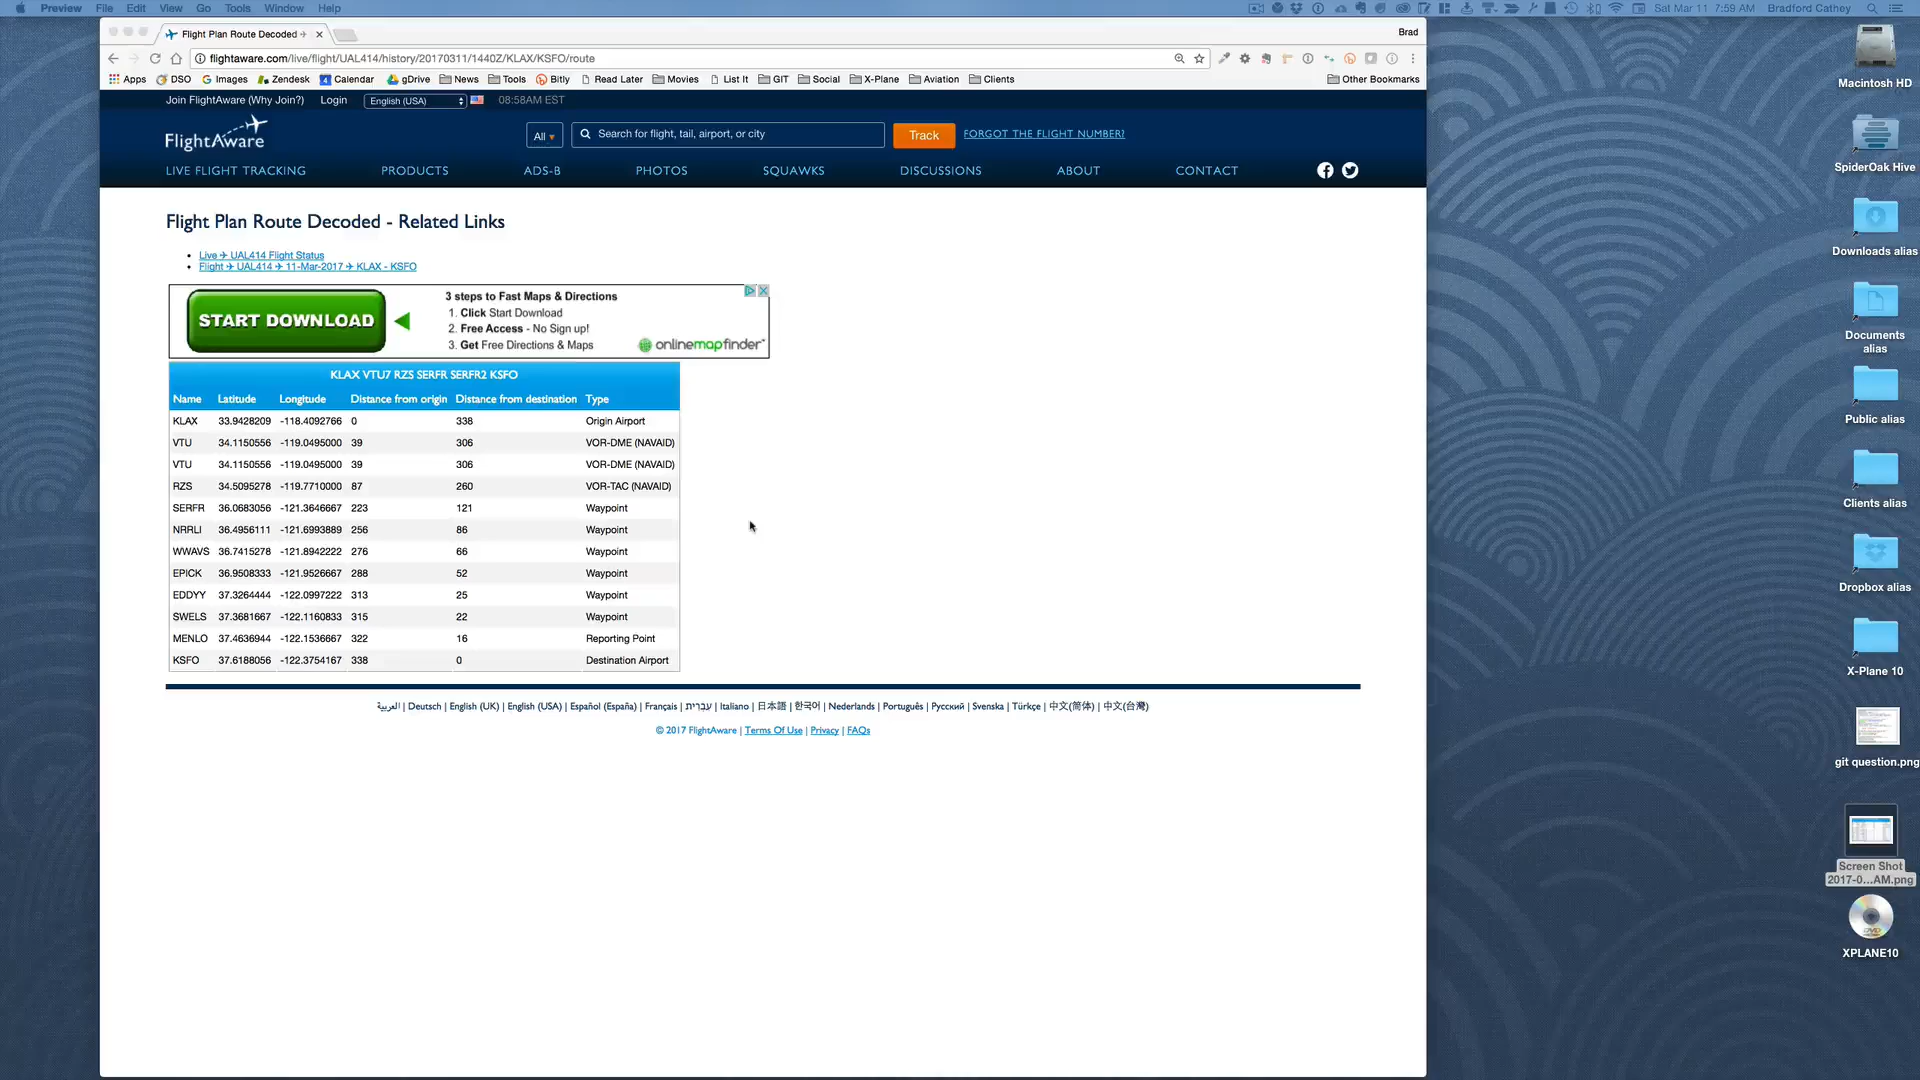 Preview File Edit View Go Tools Window Help
Sat Mar 11 7:59 AM Bradford Cathey
Flight Plan Route Decoded
Brad
flightaware.com/live/flight/UAL414/history/20170311/1440Z/KLAX/KSFO/route
Apps DSO Images Zendesk Calendar gDrive Bitly News Tools Read Later Movies List It GIT Social X-Plane Aviation Clients Other Bookmarks
Join FlightAware (Why Join?) Login English (USA) 08:58AM EST
FlightAware
All Search for flight, tail, airport, or city Track FORGOT THE FLIGHT NUMBER?
LIVE FLIGHT TRACKING PRODUCTS ADS-B PHOTOS SQUAWKS DISCUSSIONS ABOUT CONTACT
Flight Plan Route Decoded - Related Links
Live ✈ UAL414 Flight Status
Flight ✈ UAL414 ✈ 11-Mar-2017 ✈ KLAX - KSFO
START DOWNLOAD
3 steps to Fast Maps & Directions
1. Click Start Download
2. Free Access - No Sign up!
3. Get Free Directions & Maps
onlinemapfinder
KLAX VTU7 RZS SERFR SERFR2 KSFO
Name Latitude Longitude Distance from origin Distance from destination Type
KLAX 33.9428209 -118.4092766 0 338 Origin Airport
VTU 34.1150556 -119.0495000 39 306 VOR-DME (NAVAID)
VTU 34.1150556 -119.0495000 39 306 VOR-DME (NAVAID)
RZS 34.5095278 -119.7710000 87 260 VOR-TAC (NAVAID)
SERFR 36.0683056 -121.3646667 223 121 Waypoint
NRRLI 36.4956111 -121.6993889 256 86 Waypoint
WWAVS 36.7415278 -121.8942222 276 66 Waypoint
EPICK 36.9508333 -121.9526667 288 52 Waypoint
EDDYY 37.3264444 -122.0997222 313 25 Waypoint
SWELS 37.3681667 -122.1160833 315 22 Waypoint
MENLO 37.4636944 -122.1536667 322 16 Reporting Point
KSFO 37.6188056 -122.3754167 338 0 Destination Airport
العربية | Deutsch | English (UK) | English (USA) | Español (España) | Français | עברית | Italiano | 日本語 | 한국어 | Nederlands | Português | Русский | Svenska | Türkçe | 中文(简体) | 中文(台灣)
© 2017 FlightAware | Terms Of Use | Privacy | FAQs
Macintosh HD
SpiderOak Hive
Downloads alias
Documents
alias
Public alias
Clients alias
Dropbox alias
X-Plane 10
git question.png
Screen Shot
2017-0...AM.png
DVD
XPLANE10